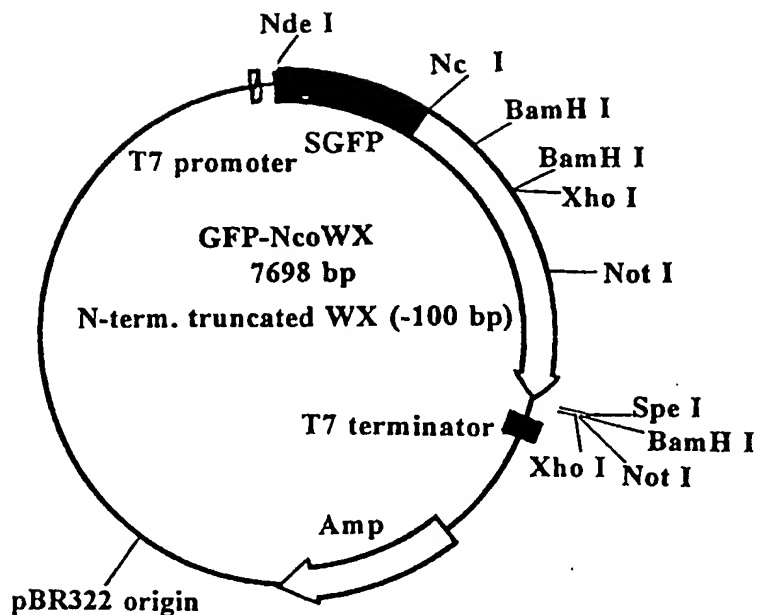 Nde I
Nc I
BamH I
SGFP
T7 promoter
BamH I
Xho I
GFP-NcoWX
7698 bp
Not I
N-term. truncated WX (-100 bp)
Spe I
T7 terminator
BamH I
Xho I
Not I
Amp
pBR322 origin